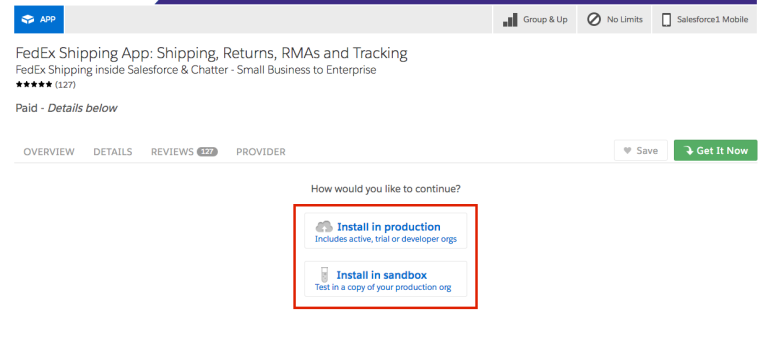 APP
Group & Up
No Limits
Salesforce1 Mobile
FedEx Shipping App: Shipping, Returns, RMAs and Tracking
FedEx Shipping inside Salesforce & Chatter - Small Business to Enterprise
★★★★★ (127)
Paid - Details below
OVERVIEW DETAILS REVIEWS 127 PROVIDER
Save
Get It Now
How would you like to continue?
Install in production
Includes active, trial or developer orgs
Install in sandbox
Test in a copy of your production org